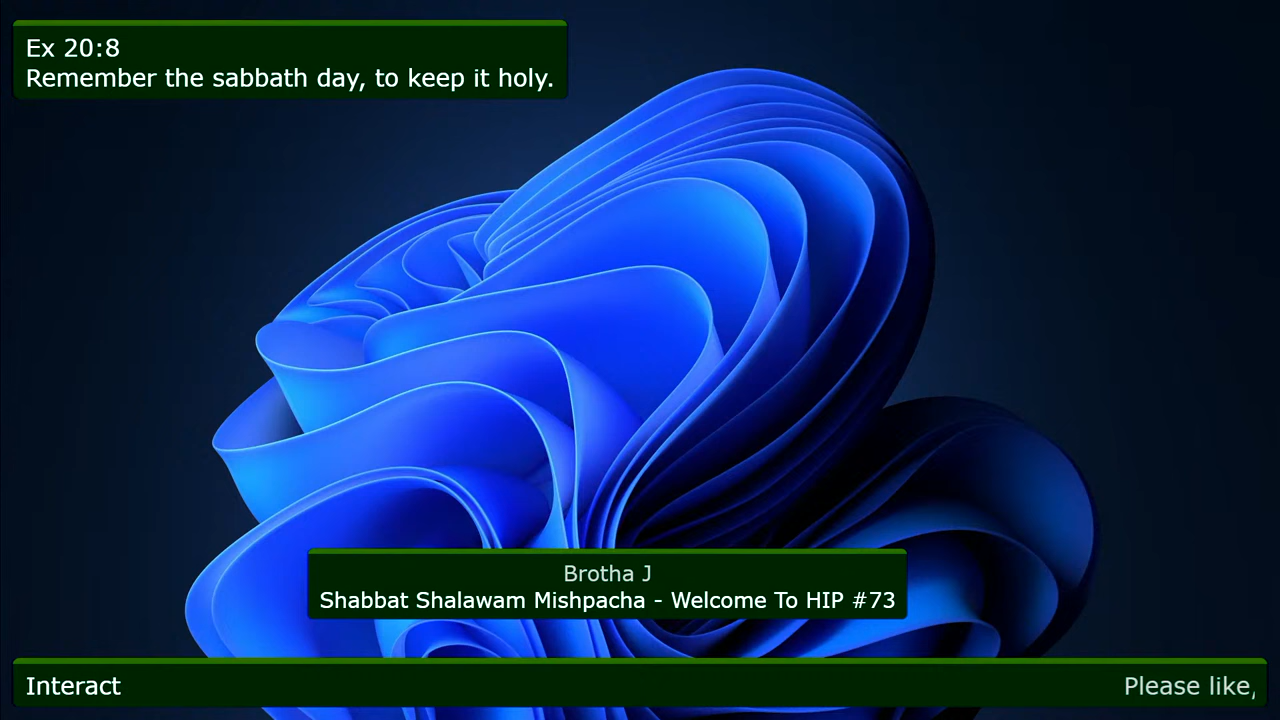 Ex 20:8
Remember the sabbath day, to keep it holy.
Brotha J
Shabbat Shalawam Mishpacha - Welcome To HIP #73
Interact
Please like,